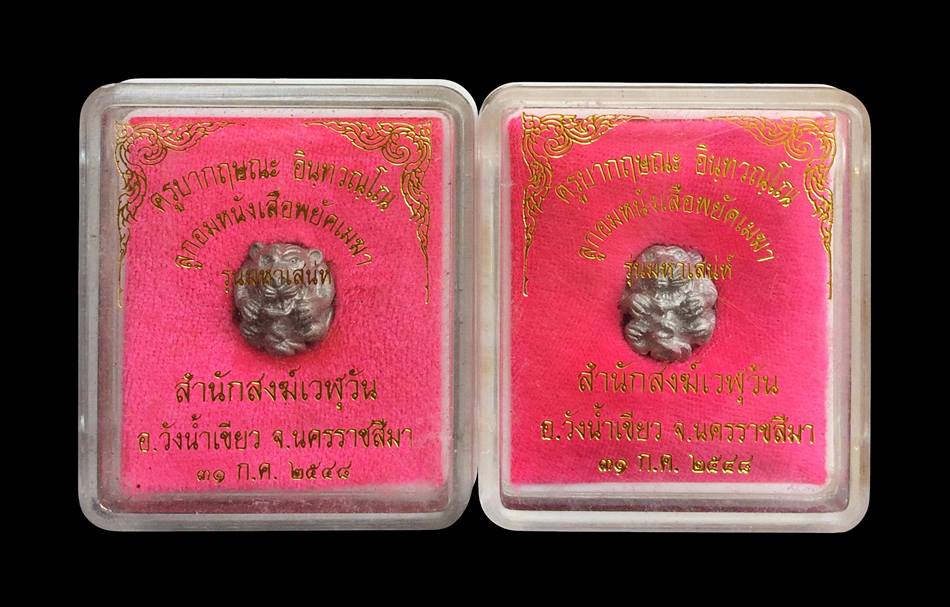 ครูบากฤษณะ อินฺทวณฺโณ
ลูกอมหนังเสือพยัคเมฆา
รุ่นมหาเสน่ห์
สำนักสงฆ์เวฬุวัน
อ.วังน้ำเขียว จ.นครราชสีมา
๓๑ ก.ค. ๒๕๔๘
ครูบากฤษณะ อินฺทวณฺโณ
ลูกอมหนังเสือพยัคเมฆา
รุ่นมหาเสน่ห์
สำนักสงฆ์เวฬุวัน
อ.วังน้ำเขียว จ.นครราชสีมา
๓๑ ก.ค. ๒๕๔๘